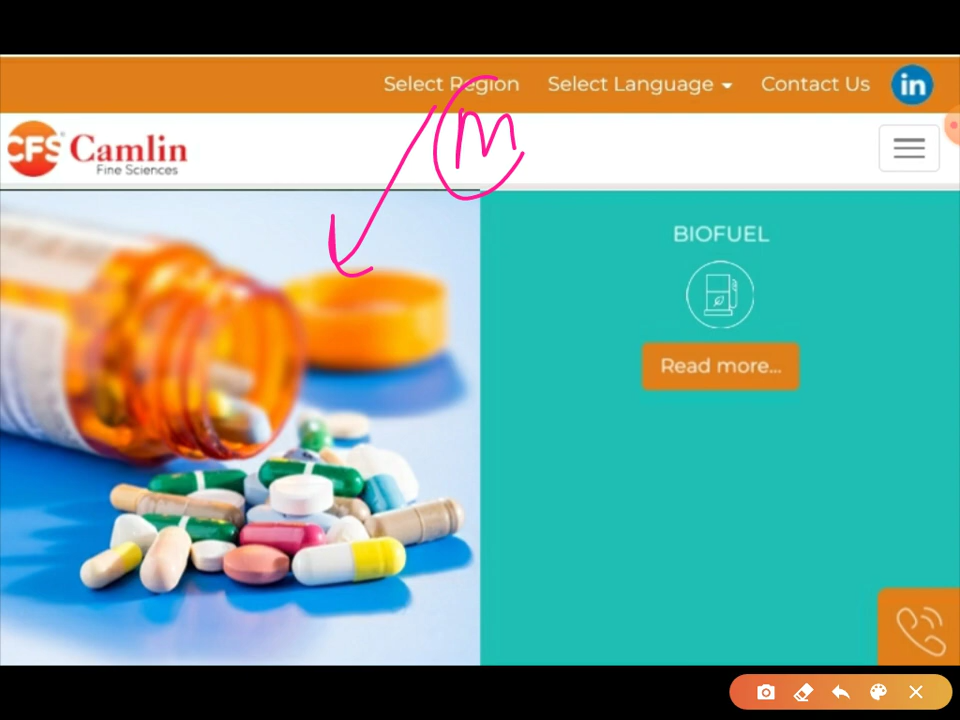 Select Region Select Language Contact Us in
m
CFS Camlin
Fine Sciences
BIOFUEL
Read more...